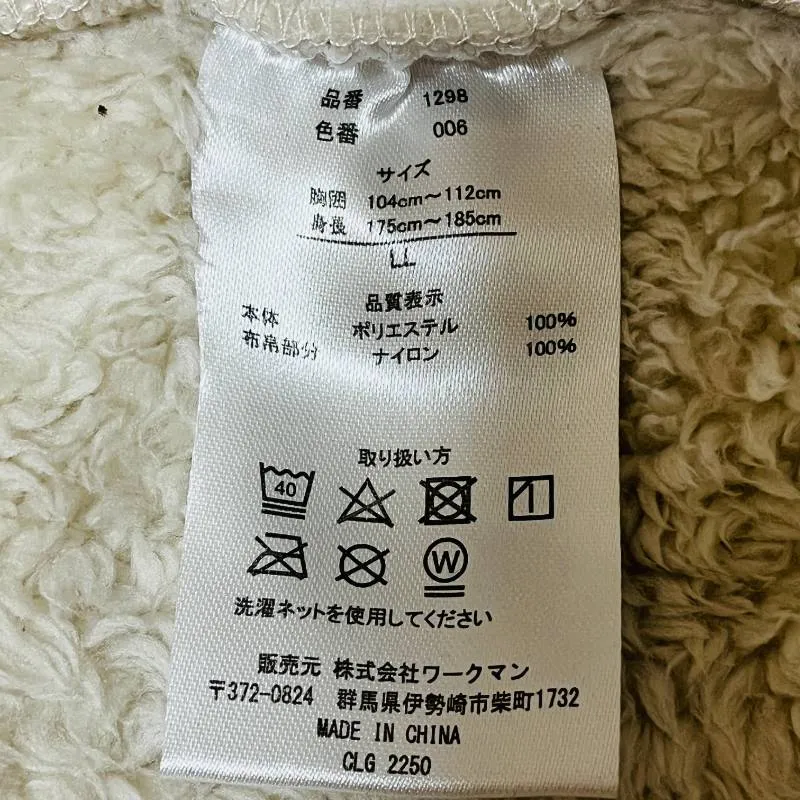 品番 1298
色番 006
サイズ
胸囲 104cm～112cm
身長 175cm～185cm
LL
品質表示
本体 ポリエステル 100%
布帛部分 ナイロン 100%
取り扱い方
40
W
洗濯ネットを使用してください
販売元 株式会社ワークマン
〒372-0824 群馬県伊勢崎市柴町1732
MADE IN CHINA
CLG 2250